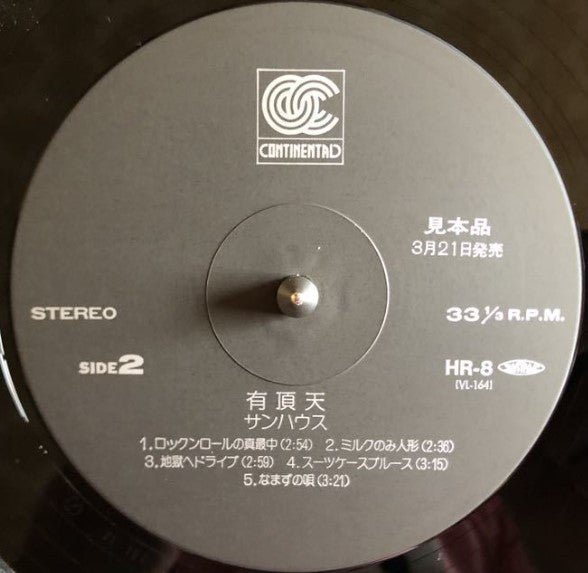 CONTINENTAL
見本品
3月21日発売
STEREO
33 1/3 R.P.M.
SIDE 2
HR-8
[VL-164]
有頂天
サンハウス
1.ロックンロールの真最中(2:54) 2.ミルクのみ人形(2:36)
3.地獄へドライブ(2:59) 4.スーツケースブルース(3:15)
5.なまずの唄(3:21)